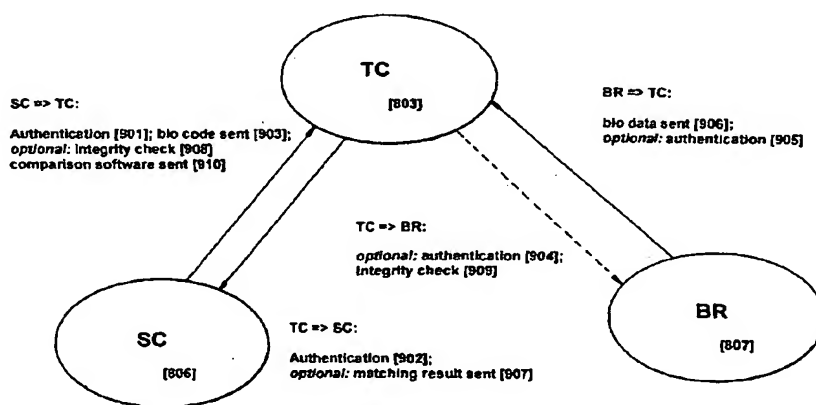 TC
[803]
SC => TC:
Authentication [901]; bio code sent [903];
optional: integrity check [908]
comparison software sent [910]
BR => TC:
bio data sent [906];
optional: authentication [905]
TC => BR:
optional: authentication [904];
integrity check [909]
SC
[806]
TC => SC:
Authentication [902];
optional: matching result sent [907]
BR
[807]